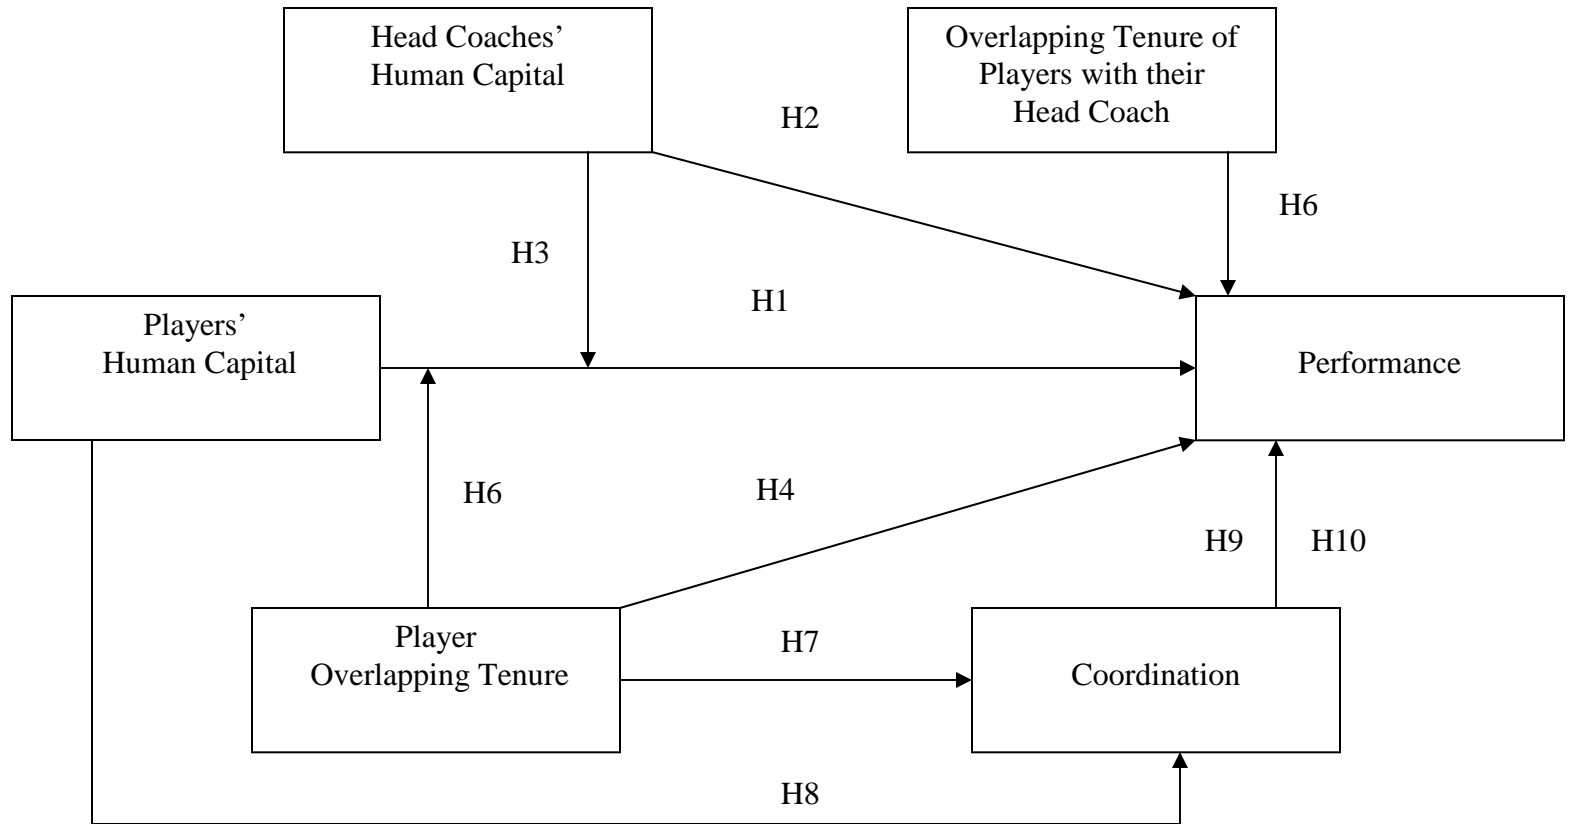 Head Coaches’
Human Capital
Overlapping Tenure of
Players with their
Head Coach
H2
H6
H3
H1
Players’
Human Capital
Performance
H6
H4
H9
H10
Player
Overlapping Tenure
H7
Coordination
H8